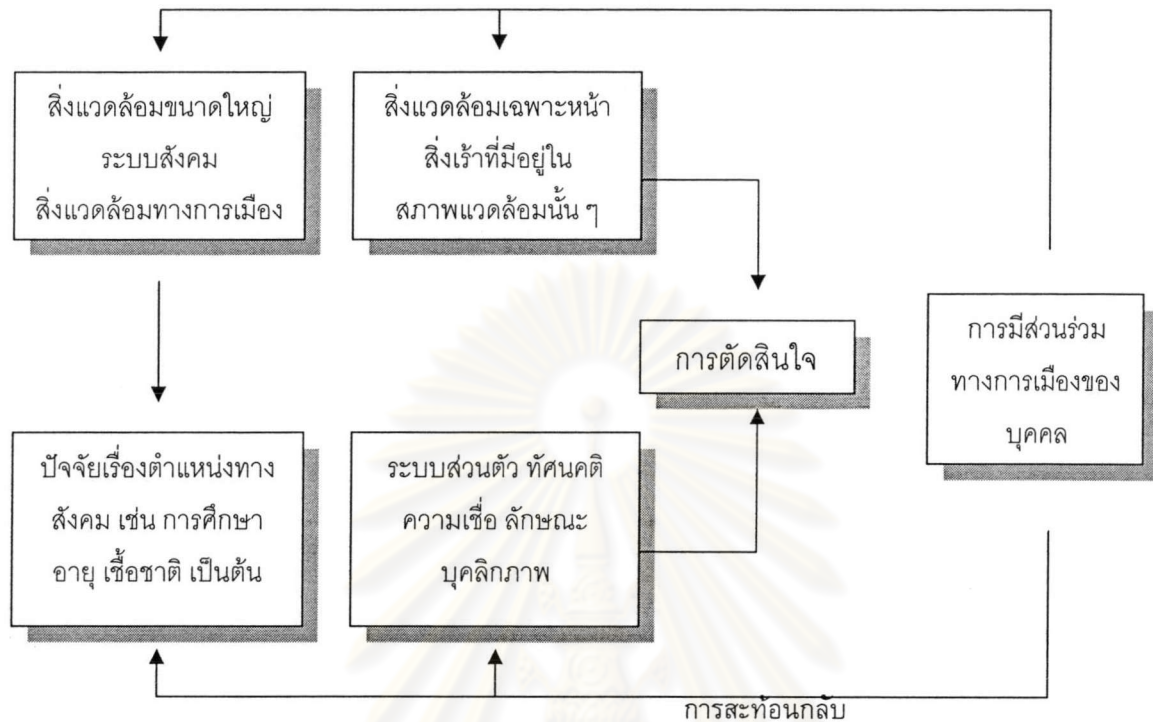 สิ่งแวดล้อมขนาดใหญ่
ระบบสังคม
สิ่งแวดล้อมทางการเมือง
สิ่งแวดล้อมเฉพาะหน้า
สิ่งเร้าที่มีอยู่ใน
สภาพแวดล้อมนั้น ๆ
การตัดสินใจ
การมีส่วนร่วม
ทางการเมืองของ
บุคคล
ปัจจัยเรื่องตำแหน่งทาง
สังคม เช่น การศึกษา
อายุ เชื้อชาติ เป็นต้น
ระบบส่วนตัว ทัศนคติ
ความเชื่อ ลักษณะ
บุคลิกภาพ
การสะท้อนกลับ